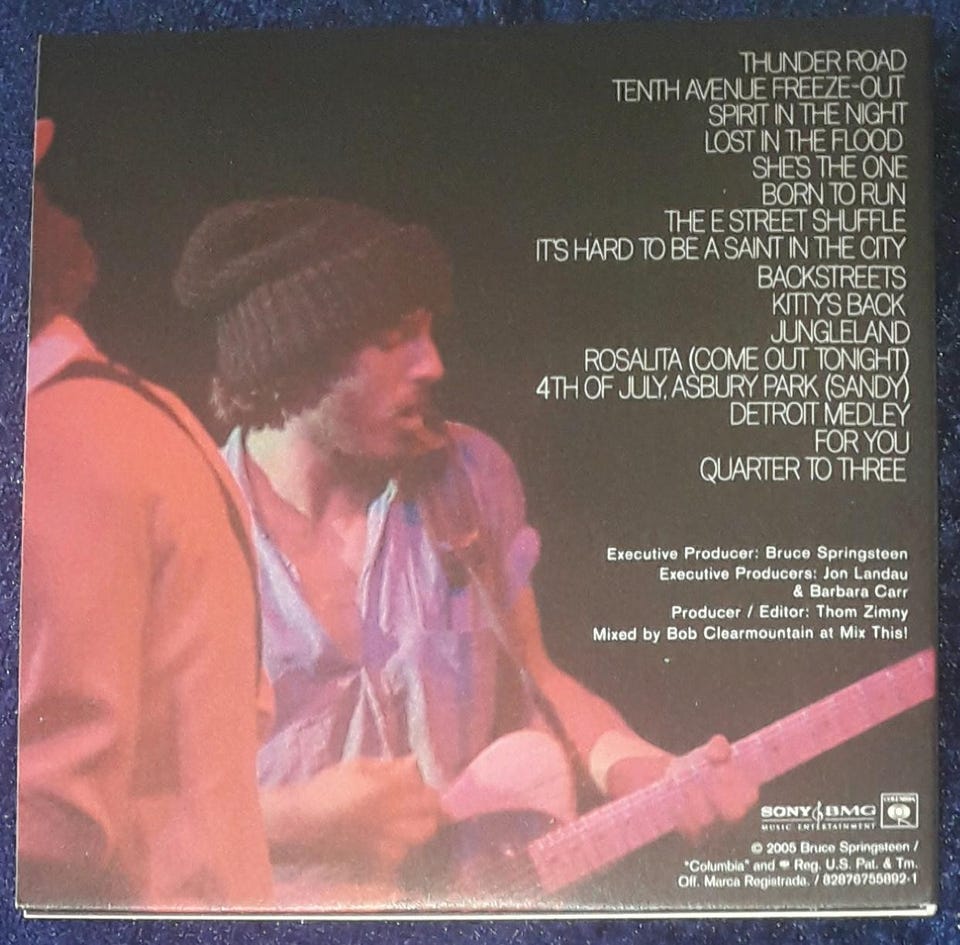 THUNDER ROAD
TENTH AVENUE FREEZE-OUT
SPIRIT IN THE NIGHT
LOST IN THE FLOOD
SHE'S THE ONE
BORN TO RUN
THE E STREET SHUFFLE
IT'S HARD TO BE A SAINT IN THE CITY
BACKSTREETS
KITTY'S BACK
JUNGLELAND
ROSALITA (COME OUT TONIGHT)
4TH OF JULY, ASBURY PARK (SANDY)
DETROIT MEDLEY
FOR YOU
QUARTER TO THREE
Executive Producer: Bruce Springsteen
Executive Producers: Jon Landau
& Barbara Carr
Producer / Editor: Thom Zimny
Mixed by Bob Clearmountain at Mix This!
SONY BMG
MUSIC ENTERTAINMENT
COLUMBIA
© 2005 Bruce Springsteen /
"Columbia" and Reg. U.S. Pat. & Tm.
Off. Marca Registrada. / 82876755892-1